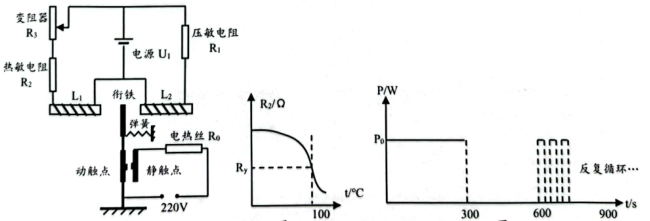 变阻器
R₃
热敏电阻
R₂
电源 U₁
压敏电阻
R₁
L₁
衔铁
L₂
弹簧
电热丝 R₀
动触点
静触点
220V
R₂/Ω
Rᵧ
100
t/℃
P/W
P₀
反复循环…
300
600
900
t/s